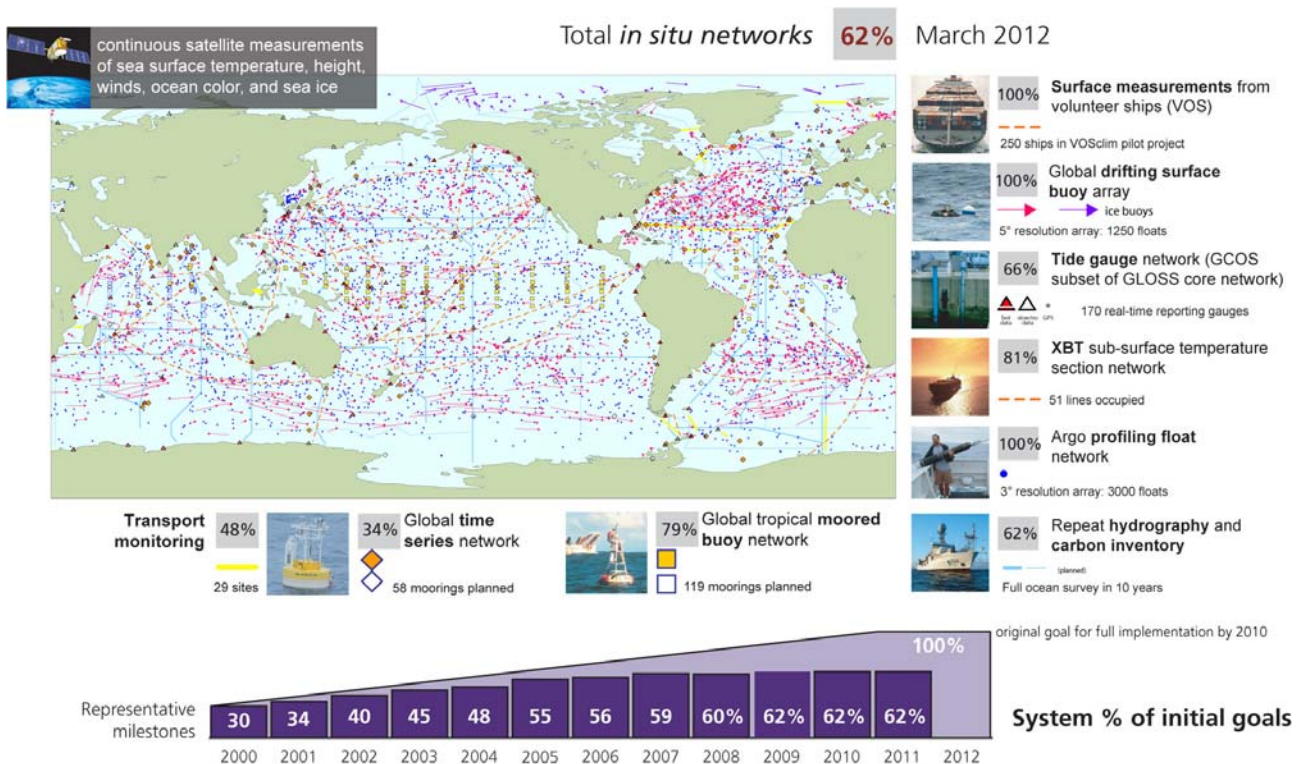 continuous satellite measurements
of sea surface temperature, height,
winds, ocean color, and sea ice
Total in situ networks 62% March 2012
100% Surface measurements from
volunteer ships (VOS)
250 ships in VOSclim pilot project
100% Global drifting surface
buoy array
ice buoys
5° resolution array: 1250 floats
66% Tide gauge network (GCOS
subset of GLOSS core network)
170 real-time reporting gauges
GPS
data data
81% XBT sub-surface temperature
section network
51 lines occupied
100% Argo profiling float
network
3° resolution array: 3000 floats
62% Repeat hydrography and
carbon inventory
(planned)
Full ocean survey in 10 years
Transport
monitoring
48%
29 sites
34% Global time
series network
58 moorings planned
79% Global tropical moored
buoy network
119 moorings planned
original goal for full implementation by 2010
100%
Representative
milestones
30 34 40 45 48 55 56 59 60% 62% 62% 62%
System % of initial goals
2000 2001 2002 2003 2004 2005 2006 2007 2008 2009 2010 2011 2012